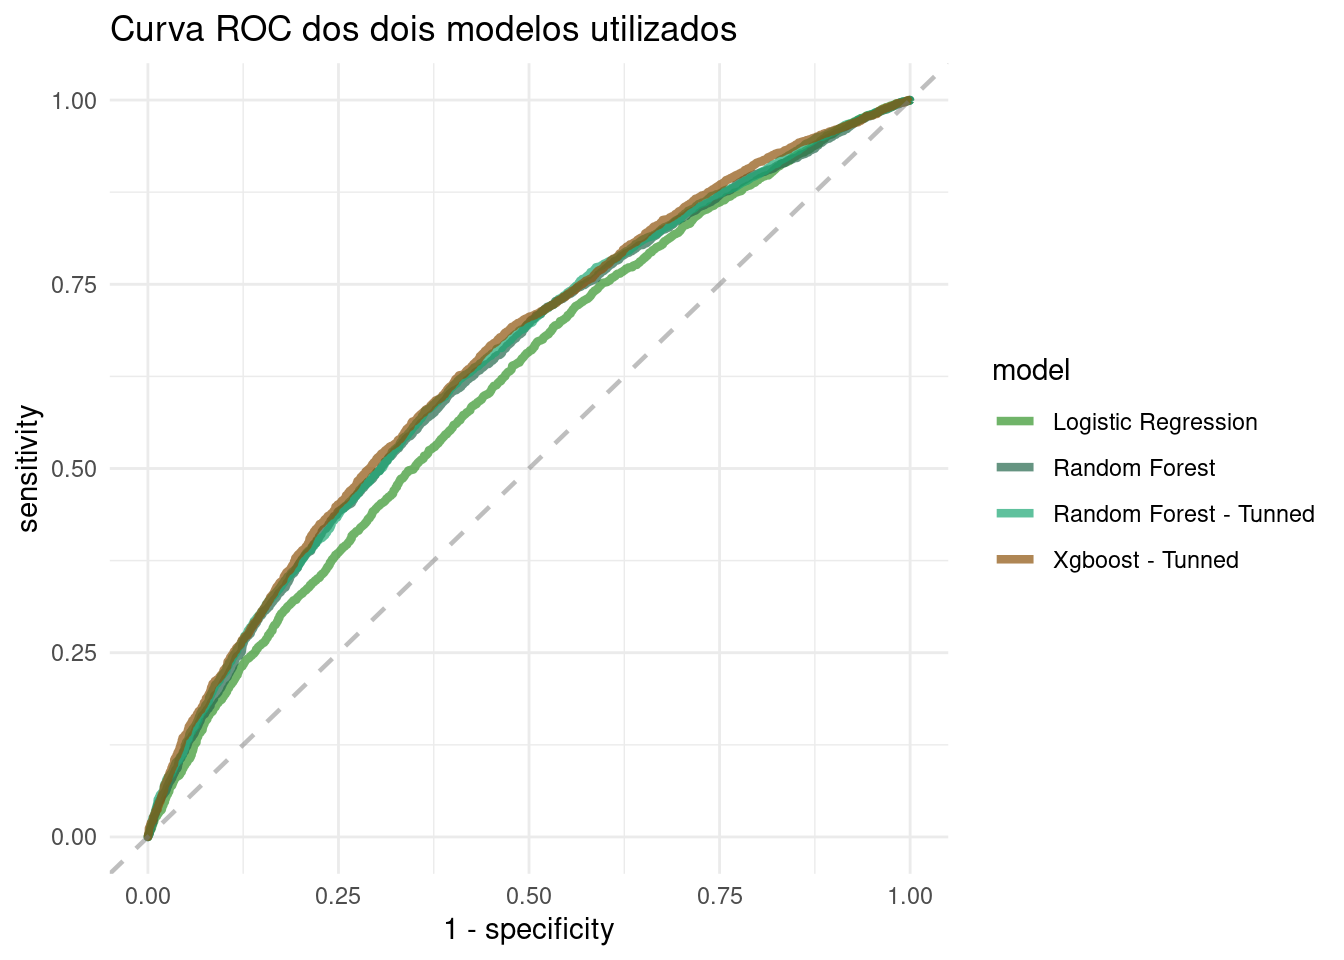 Curva ROC dos dois modelos utilizados
1.00
0.75
0.50
0.25
0.00
sensitivity
0.00 0.25 0.50 0.75 1.00
1 - specificity
model
Logistic Regression
Random Forest
Random Forest - Tunned
Xgboost - Tunned